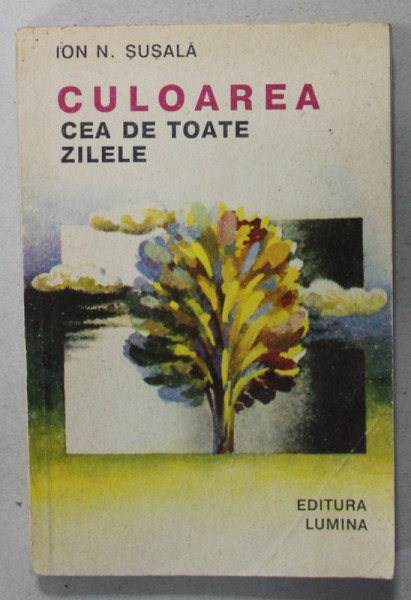 ION N. ȘUȘALĂ
CULOAREA
CEA DE TOATE
ZILELE
EDITURA
LUMINA